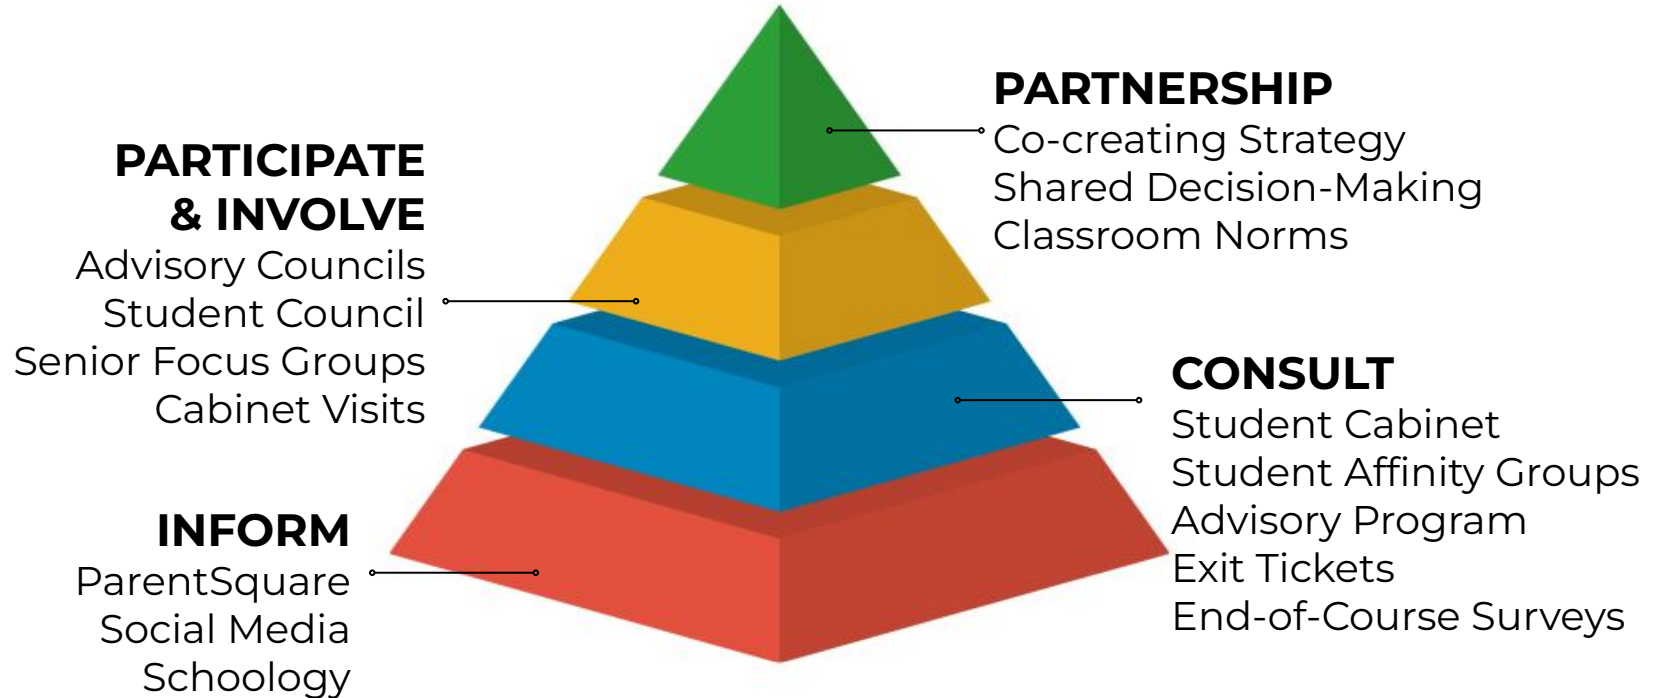 PARTNERSHIP
Co-creating Strategy
Shared Decision-Making
Classroom Norms
PARTICIPATE
& INVOLVE
Advisory Councils
Student Council
Senior Focus Groups
Cabinet Visits
CONSULT
Student Cabinet
Student Affinity Groups
Advisory Program
Exit Tickets
End-of-Course Surveys
INFORM
ParentSquare
Social Media
Schoology